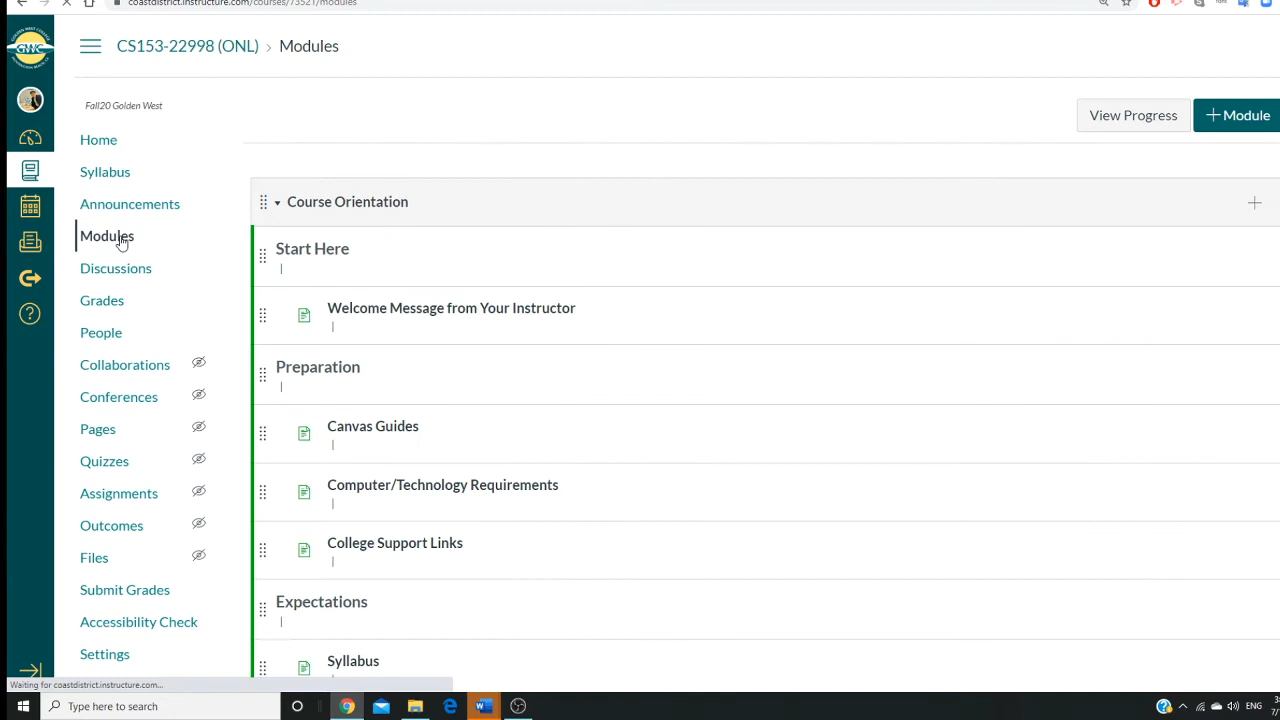 coastdistrict.instructure.com/courses/73521/modules
GWC
CS153-22998 (ONL) › Modules
Fall20 Golden West
View Progress
+ Module
Home
Syllabus
Announcements
Modules
Discussions
Grades
People
Collaborations
Conferences
Pages
Quizzes
Assignments
Outcomes
Files
Submit Grades
Accessibility Check
Settings
Course Orientation
Start Here
Welcome Message from Your Instructor
Preparation
Canvas Guides
Computer/Technology Requirements
College Support Links
Expectations
Syllabus
Waiting for coastdistrict.instructure.com...
Type here to search
ENG